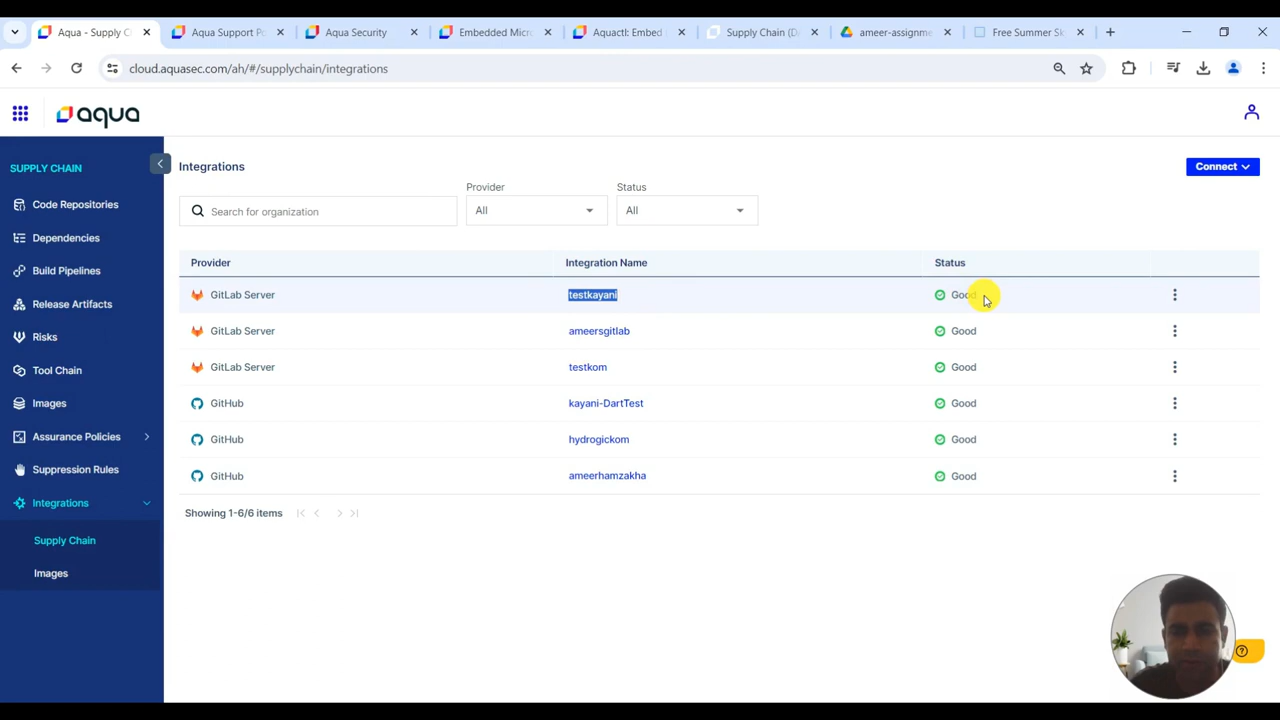 Aqua - Supply C
Aqua Support Po
Aqua Security
Embedded Micr
Aquactl: Embed
Supply Chain (De
ameer-assignme
Free Summer Sk
cloud.aquasec.com/ah/#/supplychain/integrations
aqua
SUPPLY CHAIN
Code Repositories
Dependencies
Build Pipelines
Release Artifacts
Risks
Tool Chain
Images
Assurance Policies
Suppression Rules
Integrations
Supply Chain
Images
Integrations
Connect
Provider
Status
Search for organization
All
All
Provider Integration Name Status
GitLab Server testkayani Good
GitLab Server ameersgitlab Good
GitLab Server testkom Good
GitHub kayani-DartTest Good
GitHub hydrogickom Good
GitHub ameerhamzakha Good
Showing 1-6/6 items